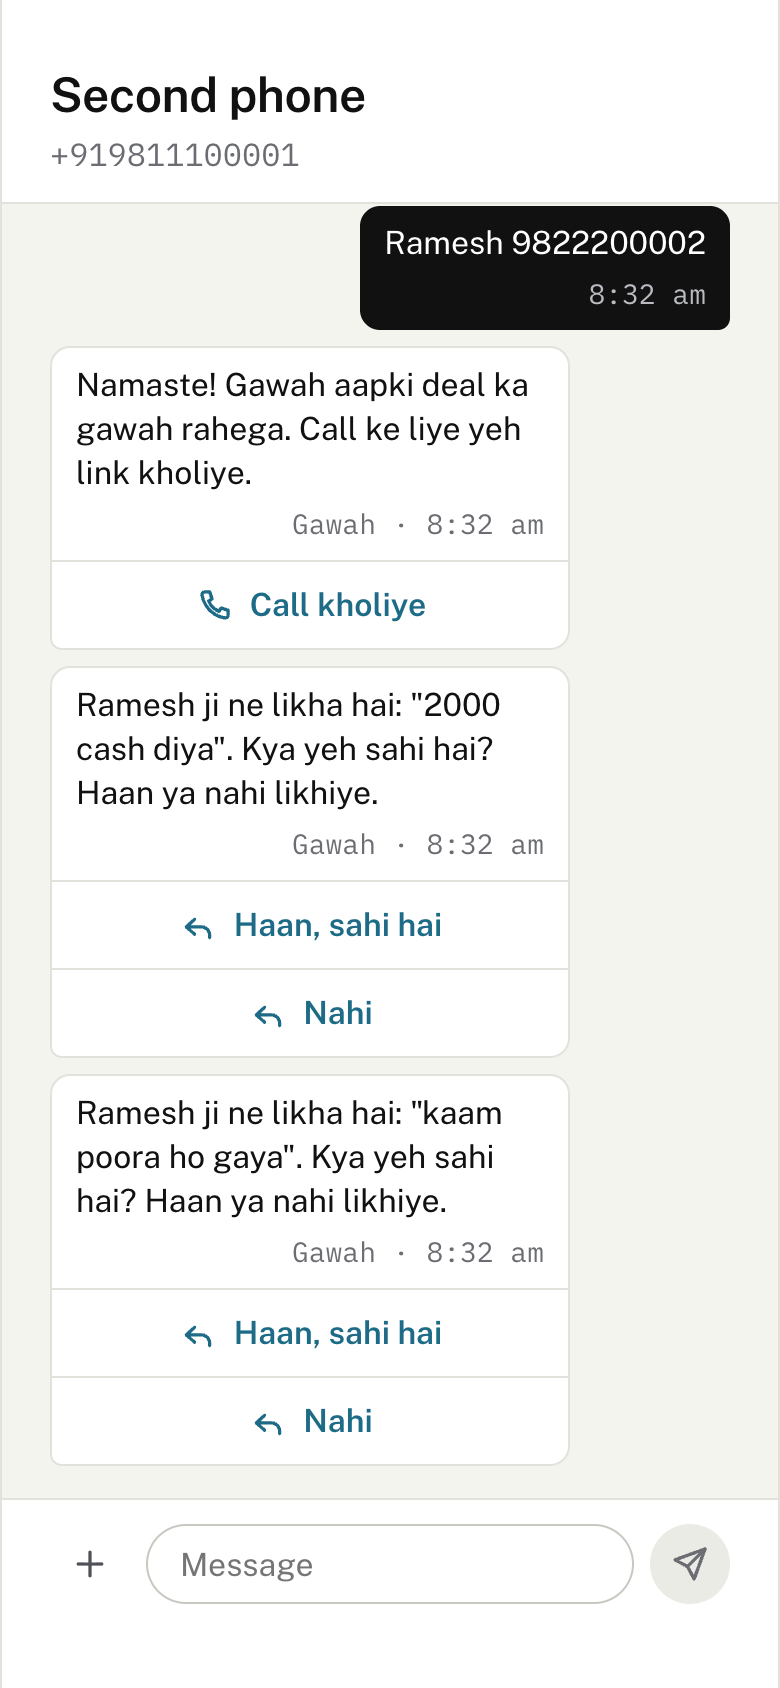 Second phone
+919811100001
Ramesh 9822200002
8:32 am
Namaste! Gawah aapki deal ka
gawah rahega. Call ke liye yeh
link kholiye.
Gawah · 8:32 am
Call kholiye
Ramesh ji ne likha hai: "2000
cash diya". Kya yeh sahi hai?
Haan ya nahi likhiye.
Gawah · 8:32 am
Haan, sahi hai
Nahi
Ramesh ji ne likha hai: "kaam
poora ho gaya". Kya yeh sahi
hai? Haan ya nahi likhiye.
Gawah · 8:32 am
Haan, sahi hai
Nahi
Message